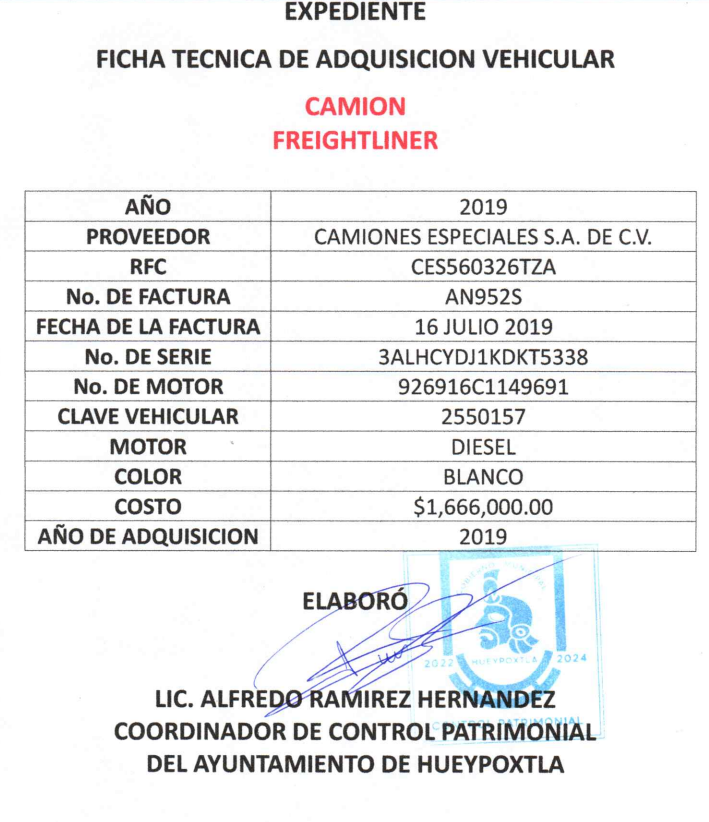 EXPEDIENTE
FICHA TECNICA DE ADQUISICION VEHICULAR
CAMION
FREIGHTLINER
AÑO 2019
PROVEEDOR CAMIONES ESPECIALES S.A. DE C.V.
RFC CES560326TZA
No. DE FACTURA AN952S
FECHA DE LA FACTURA 16 JULIO 2019
No. DE SERIE 3ALHCYDJ1KDKT5338
No. DE MOTOR 926916C1149691
CLAVE VEHICULAR 2550157
MOTOR DIESEL
COLOR BLANCO
COSTO $1,666,000.00
AÑO DE ADQUISICION 2019
ELABORÓ
2022 HUEYPOXTLA 2024
CONTROL PATRIMONIAL
LIC. ALFREDO RAMIREZ HERNANDEZ
COORDINADOR DE CONTROL PATRIMONIAL
DEL AYUNTAMIENTO DE HUEYPOXTLA